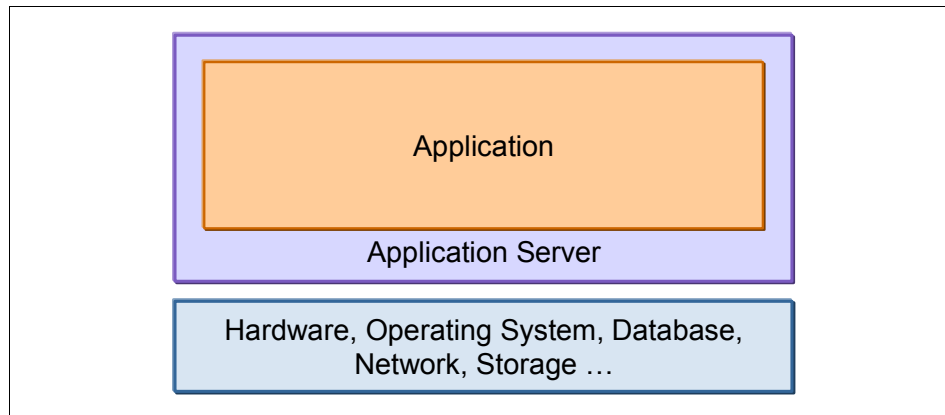 Application
Application Server
Hardware, Operating System, Database,
Network, Storage …